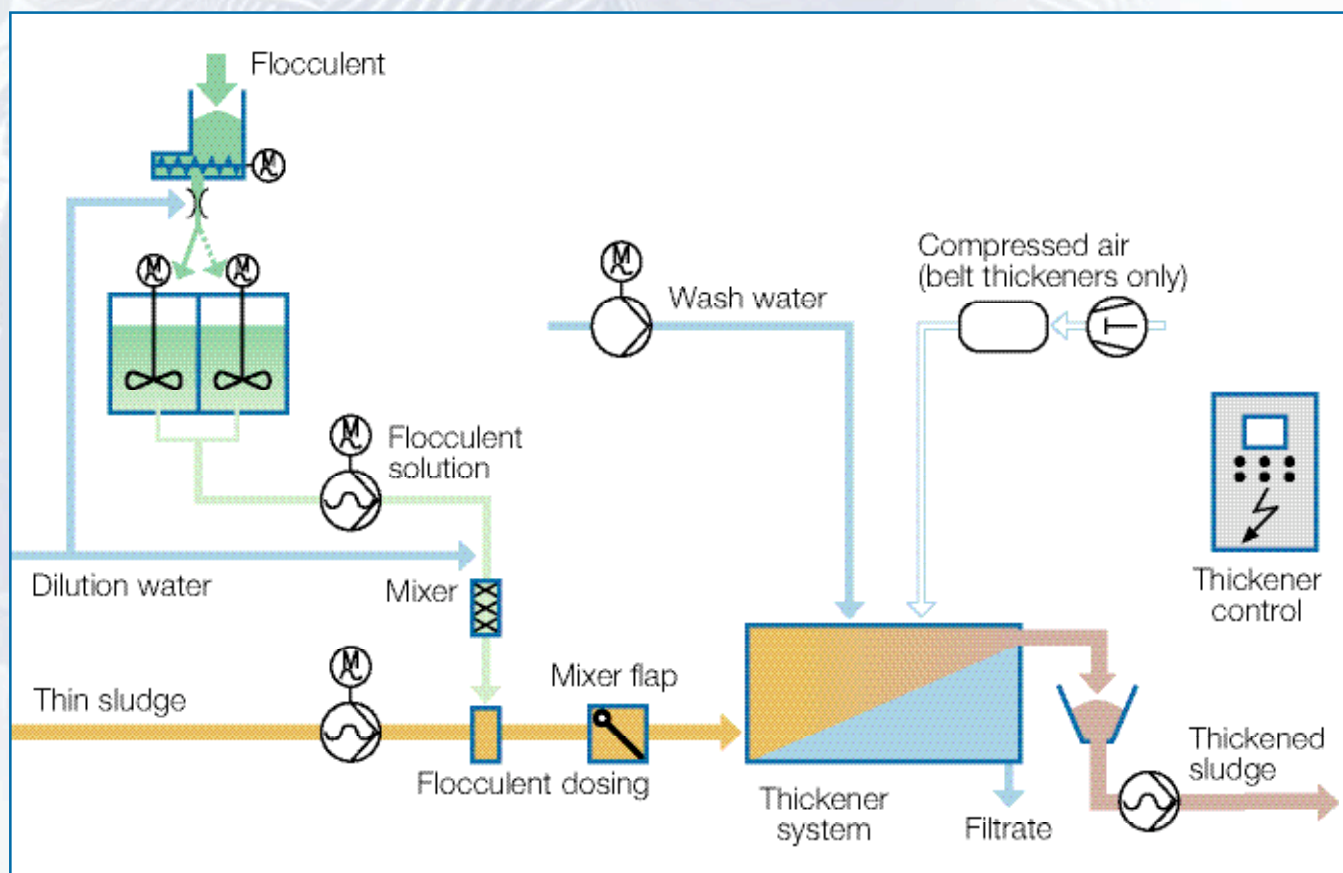 Flocculent
M
M
M
M
Wash water
Compressed air
(belt thickeners only)
M
Flocculent
solution
Dilution water
Mixer
Thickener
control
M
Thin sludge
Mixer flap
Flocculent dosing
Thickener
system
Filtrate
Thickened
sludge